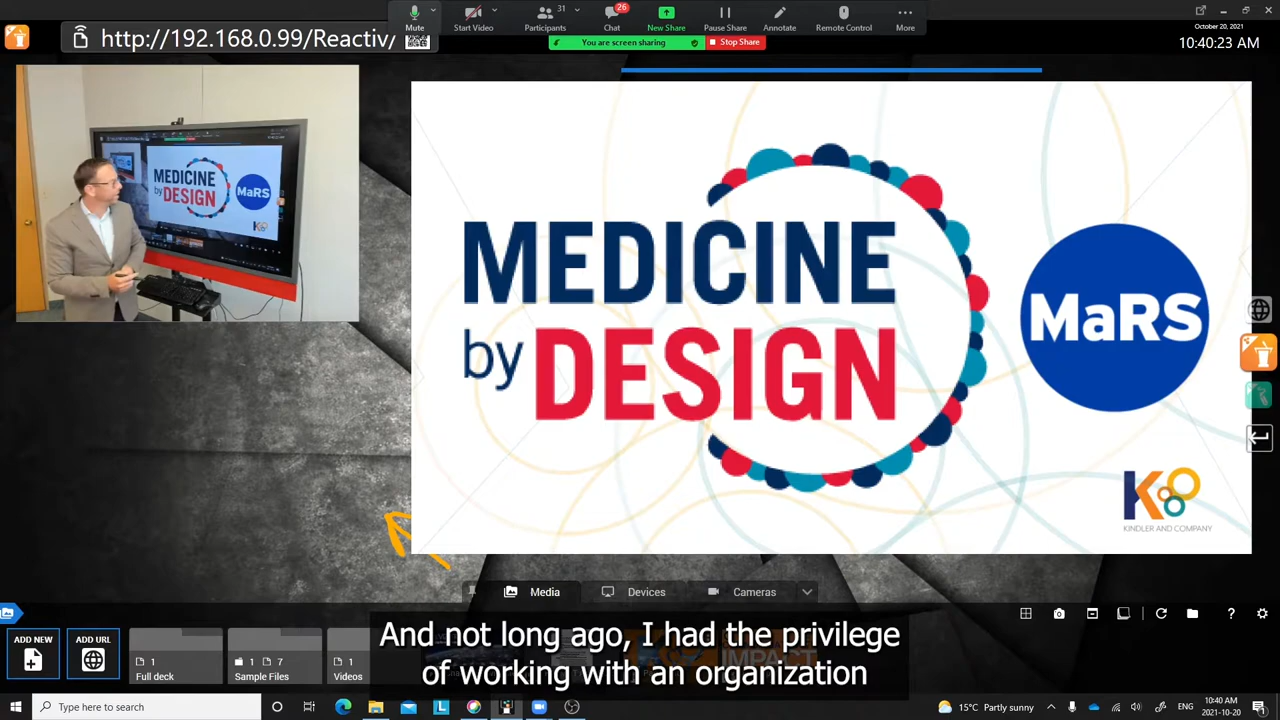 Mute
Start Video
31
Participants
26
Chat
New Share
Pause Share
Annotate
Remote Control
More
You are screen sharing
Stop Share
October 20, 2021
10:40:23 AM
http://192.168.0.99/Reactiv/
MEDICINE
by DESIGN
MaRS
MEDICINE
by DESIGN
MaRS
K
KINDLER AND COMPANY
Media
Devices
Cameras
ADD NEW
ADD URL
1
Full deck
1 7
Sample Files
1
Videos
And not long ago, I had the privilege
of working with an organization
Type here to search
15°C Partly sunny
10:40 AM
2021-10-20